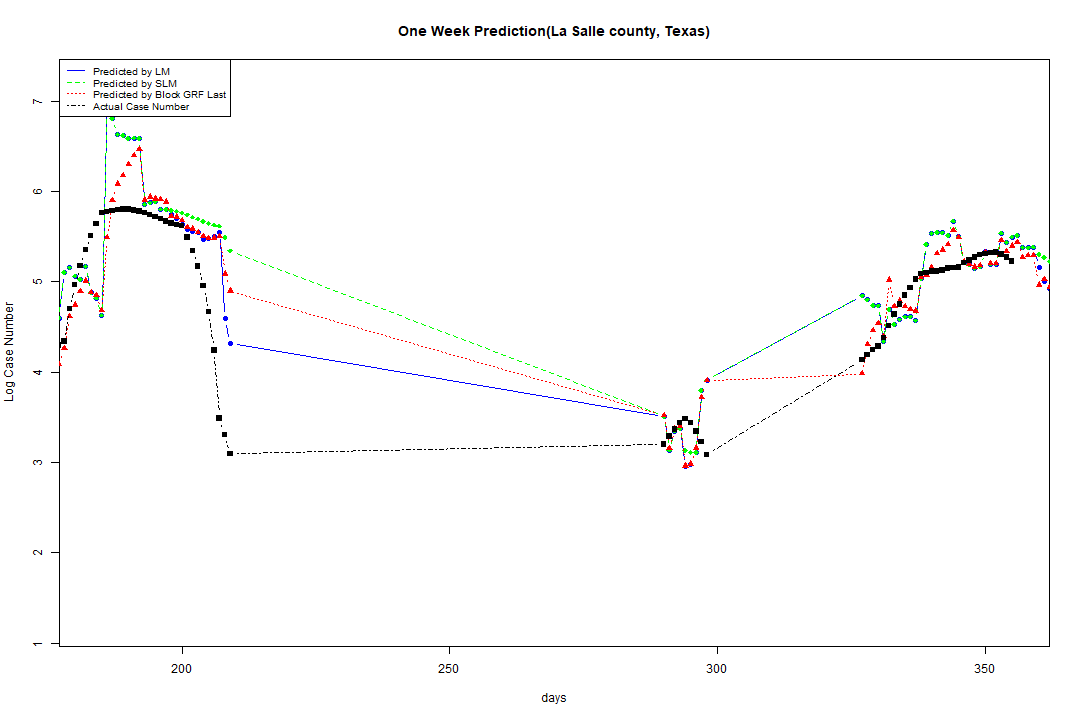 One Week Prediction(La Salle county, Texas)
Predicted by LM
Predicted by SLM
Predicted by Block GRF Last
Actual Case Number
7
6
5
4
3
2
1
Log Case Number
200 250 300 350
days